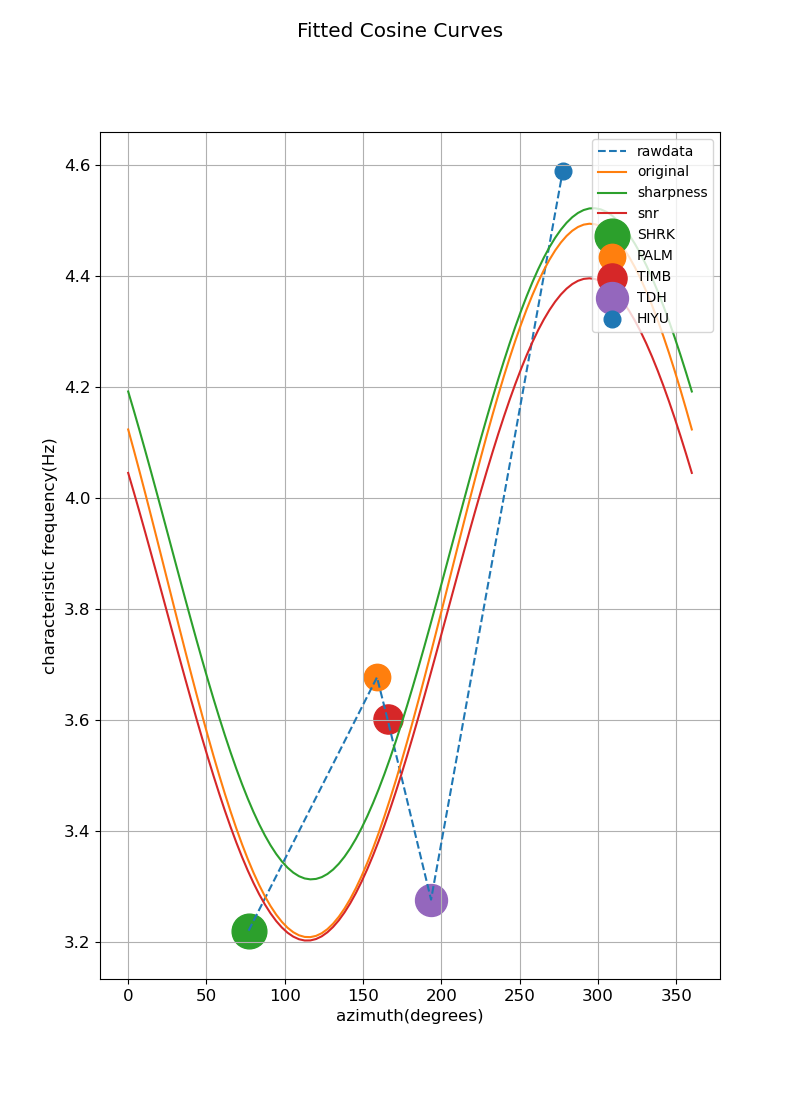 Fitted Cosine Curves
rawdata
original
sharpness
snr
SHRK
PALM
TIMB
TDH
HIYU
4.6
4.4
4.2
4.0
3.8
3.6
3.4
3.2
characteristic frequency(Hz)
0 50 100 150 200 250 300 350
azimuth(degrees)